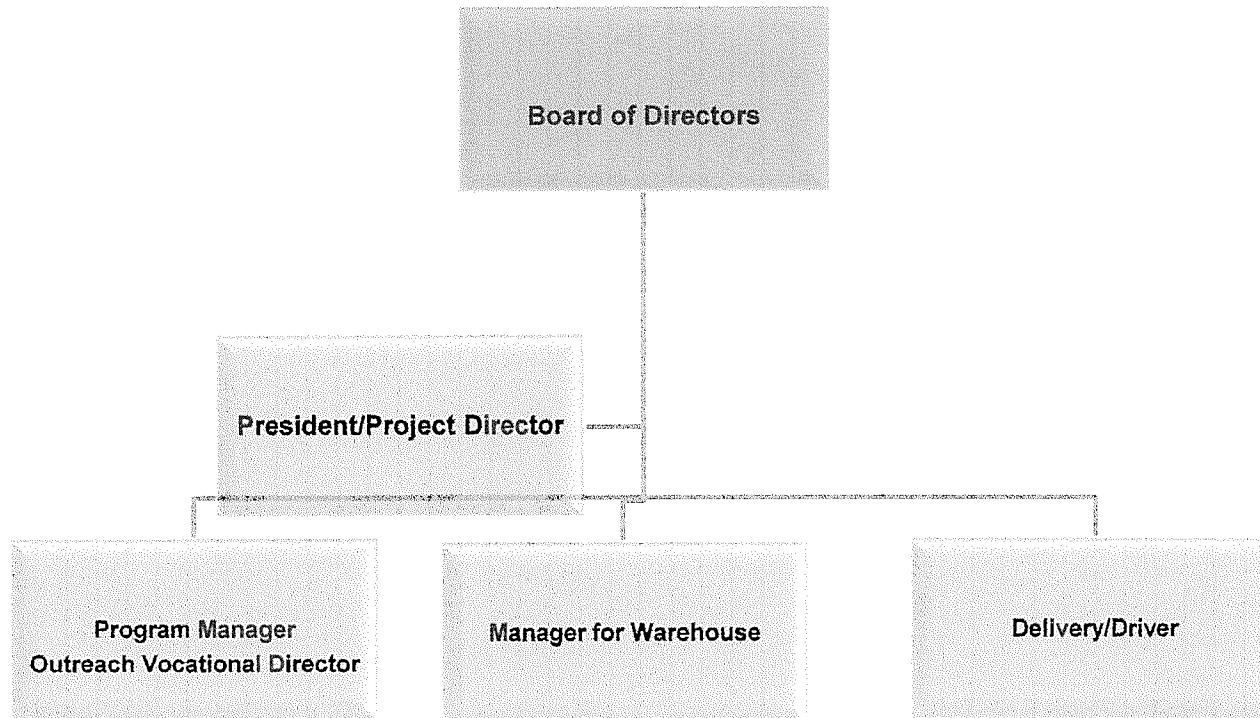 Board of Directors
President/Project Director
Program Manager
Outreach Vocational Director
Manager for Warehouse
Delivery/Driver